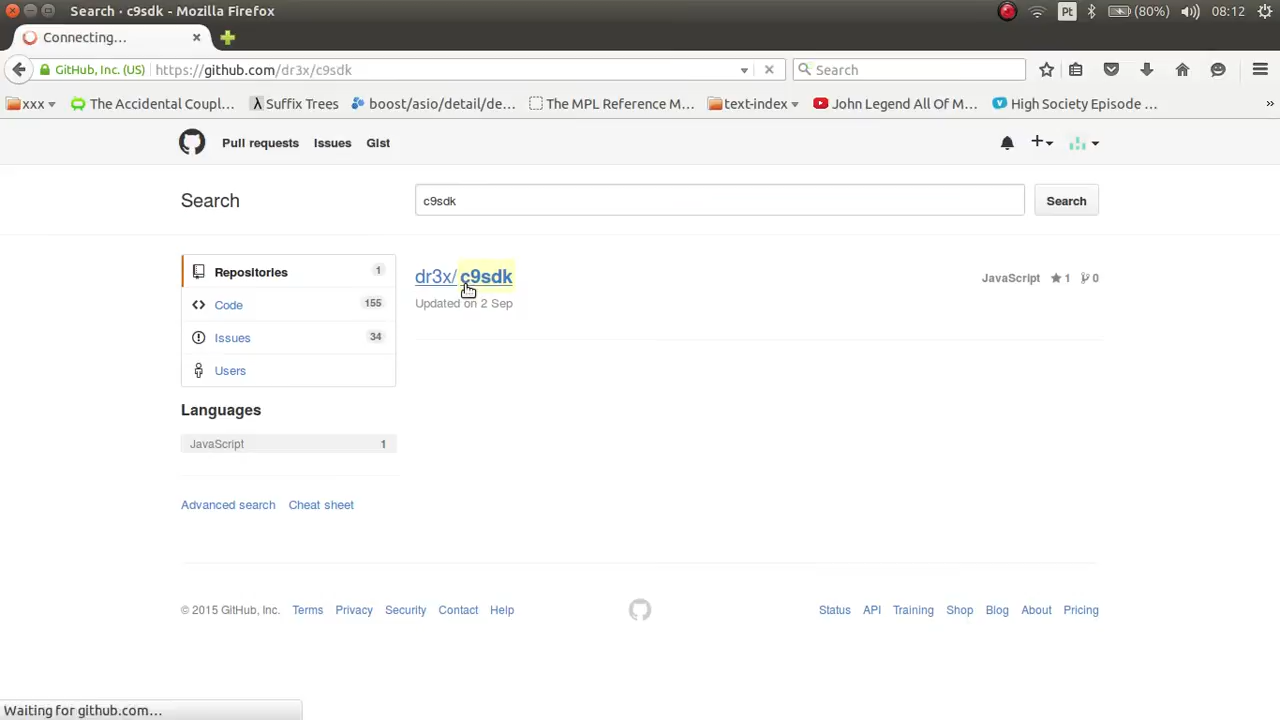 Search · c9sdk - Mozilla Firefox
Pt (80%) 08:12
Connecting...
GitHub, Inc. (US) https://github.com/dr3x/c9sdk Search
xxx The Accidental Coupl... Suffix Trees boost/asio/detail/de... The MPL Reference M... text-index John Legend All Of M... High Society Episode ... »
Pull requests Issues Gist
Search c9sdk Search
Repositories 1
Code 155
Issues 34
Users
dr3x/c9sdk
Updated on 2 Sep
JavaScript 1 0
Languages
JavaScript 1
Advanced search Cheat sheet
© 2015 GitHub, Inc. Terms Privacy Security Contact Help
Status API Training Shop Blog About Pricing
Waiting for github.com...